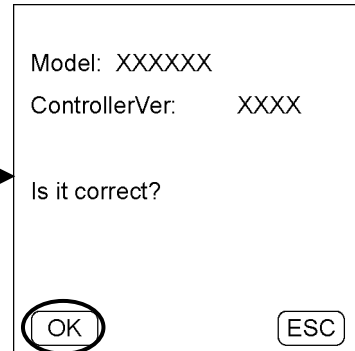 Model: XXXXXX
ControllerVer: XXXX
Is it correct?
OK ESC